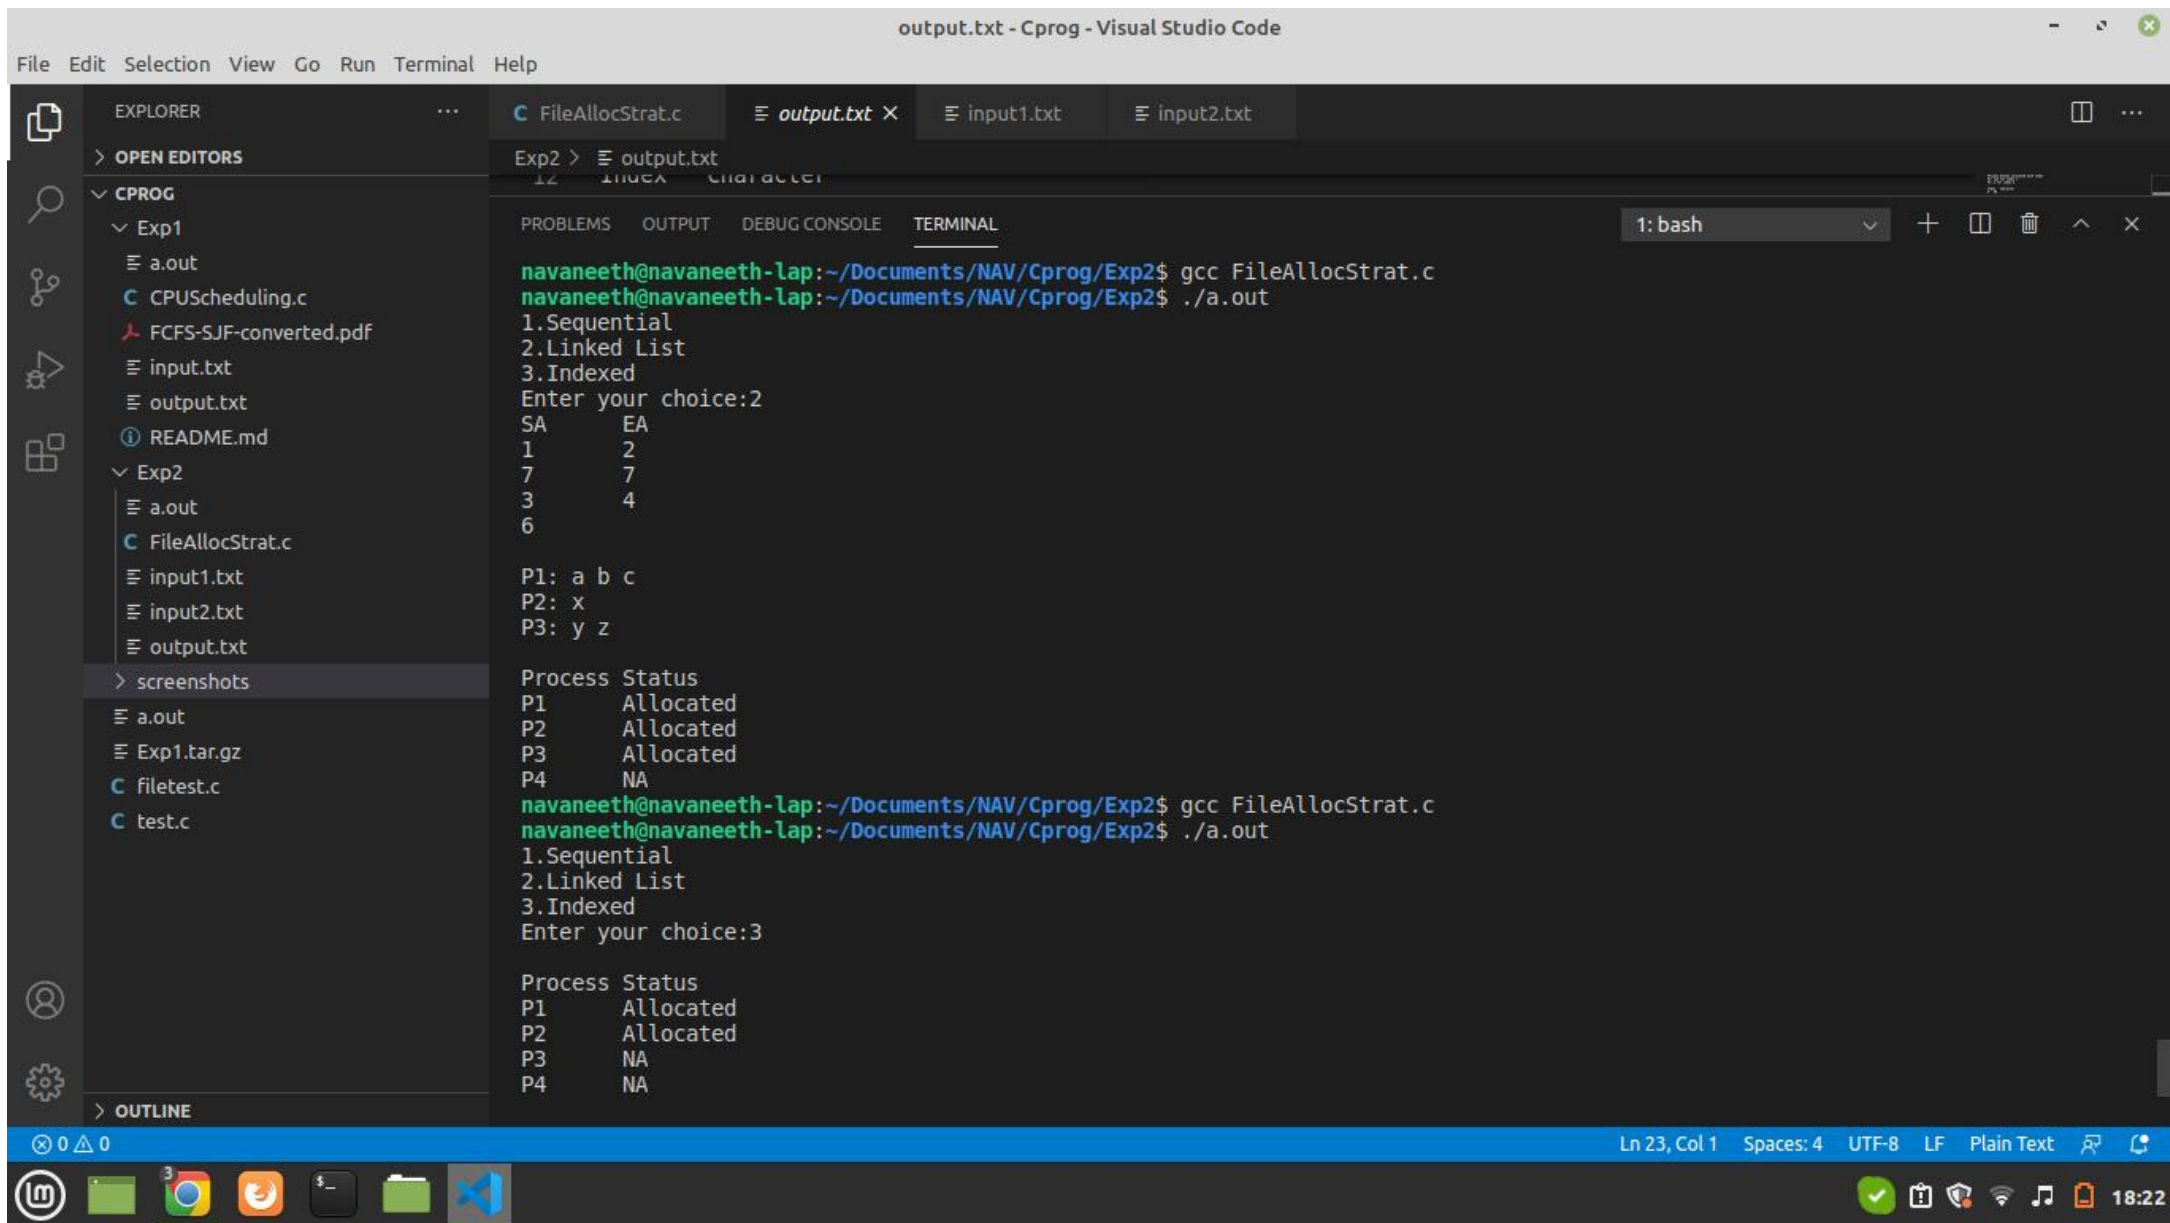 output.txt - Cprog - Visual Studio Code
File Edit Selection View Go Run Terminal Help
EXPLORER
OPEN EDITORS
CPROG
Exp1
a.out
CPUScheduling.c
FCFS-SJF-converted.pdf
input.txt
output.txt
README.md
Exp2
a.out
FileAllocStrat.c
input1.txt
input2.txt
output.txt
screenshots
a.out
Exp1.tar.gz
filetest.c
test.c
OUTLINE
FileAllocStrat.c output.txt input1.txt input2.txt
Exp2 > output.txt
12 Index Character
PROBLEMS OUTPUT DEBUG CONSOLE TERMINAL 1: bash
navaneeth@navaneeth-lap:~/Documents/NAV/Cprog/Exp2$ gcc FileAllocStrat.c
navaneeth@navaneeth-lap:~/Documents/NAV/Cprog/Exp2$ ./a.out
1.Sequential
2.Linked List
3.Indexed
Enter your choice:2
SA EA
1 2
7 7
3 4
6
P1: a b c
P2: x
P3: y z
Process Status
P1 Allocated
P2 Allocated
P3 Allocated
P4 NA
navaneeth@navaneeth-lap:~/Documents/NAV/Cprog/Exp2$ gcc FileAllocStrat.c
navaneeth@navaneeth-lap:~/Documents/NAV/Cprog/Exp2$ ./a.out
1.Sequential
2.Linked List
3.Indexed
Enter your choice:3
Process Status
P1 Allocated
P2 Allocated
P3 NA
P4 NA
0 0 Ln 23, Col 1 Spaces: 4 UTF-8 LF Plain Text
3 18:22